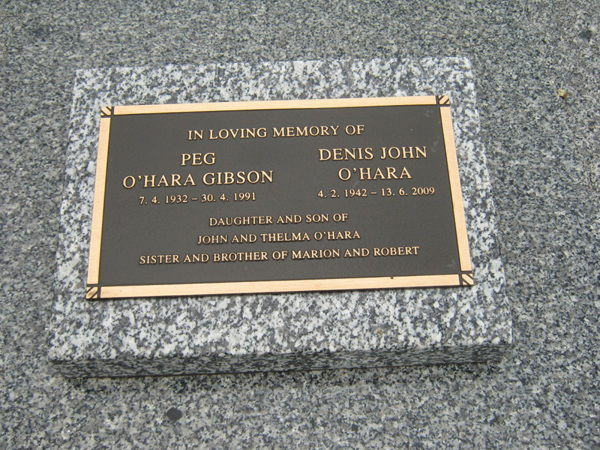 IN LOVING MEMORY OF
PEG
O'HARA GIBSON
7. 4. 1932 – 30. 4. 1991
DENIS JOHN
O'HARA
4. 2. 1942 – 13. 6. 2009
DAUGHTER AND SON OF
JOHN AND THELMA O'HARA
SISTER AND BROTHER OF MARION AND ROBERT